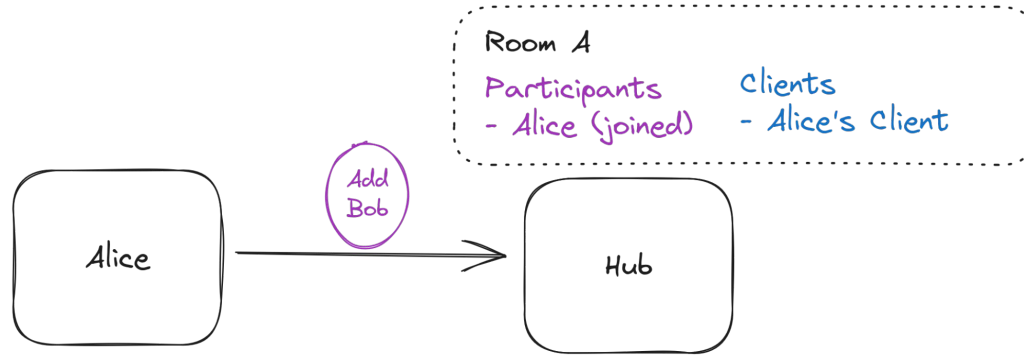 Room A
Participants
- Alice (joined)
Clients
- Alice's Client
Add
Bob
Alice
Hub